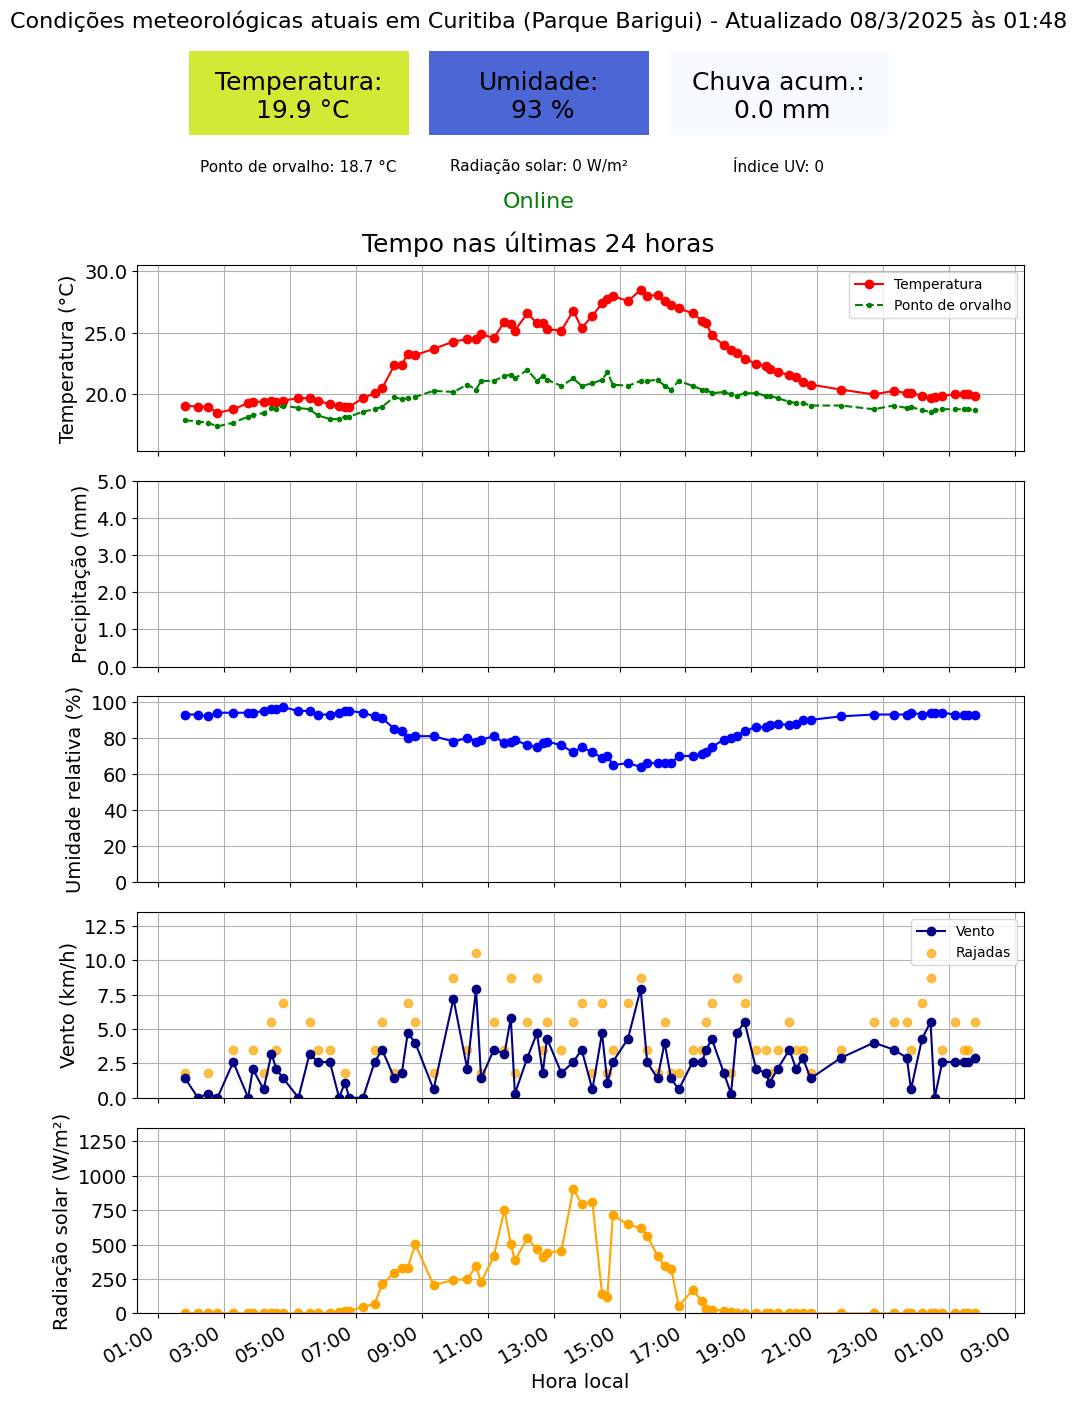 Condições meteorológicas atuais em Curitiba (Parque Barigui) - Atualizado 08/3/2025 às 01:48
Temperatura:
19.9 °C
Umidade:
93 %
Chuva acum.:
0.0 mm
Ponto de orvalho: 18.7 °C
Radiação solar: 0 W/m²
Índice UV: 0
Online
Tempo nas últimas 24 horas
Temperatura (°C)
30.0
25.0
20.0
Temperatura
Ponto de orvalho
Precipitação (mm)
5.0
4.0
3.0
2.0
1.0
0.0
Umidade relativa (%)
100
80
60
40
20
0
Vento (km/h)
12.5
10.0
7.5
5.0
2.5
0.0
Vento
Rajadas
Radiação solar (W/m²)
1250
1000
750
500
250
0
01:00 03:00 05:00 07:00 09:00 11:00 13:00 15:00 17:00 19:00 21:00 23:00 01:00 03:00
Hora local